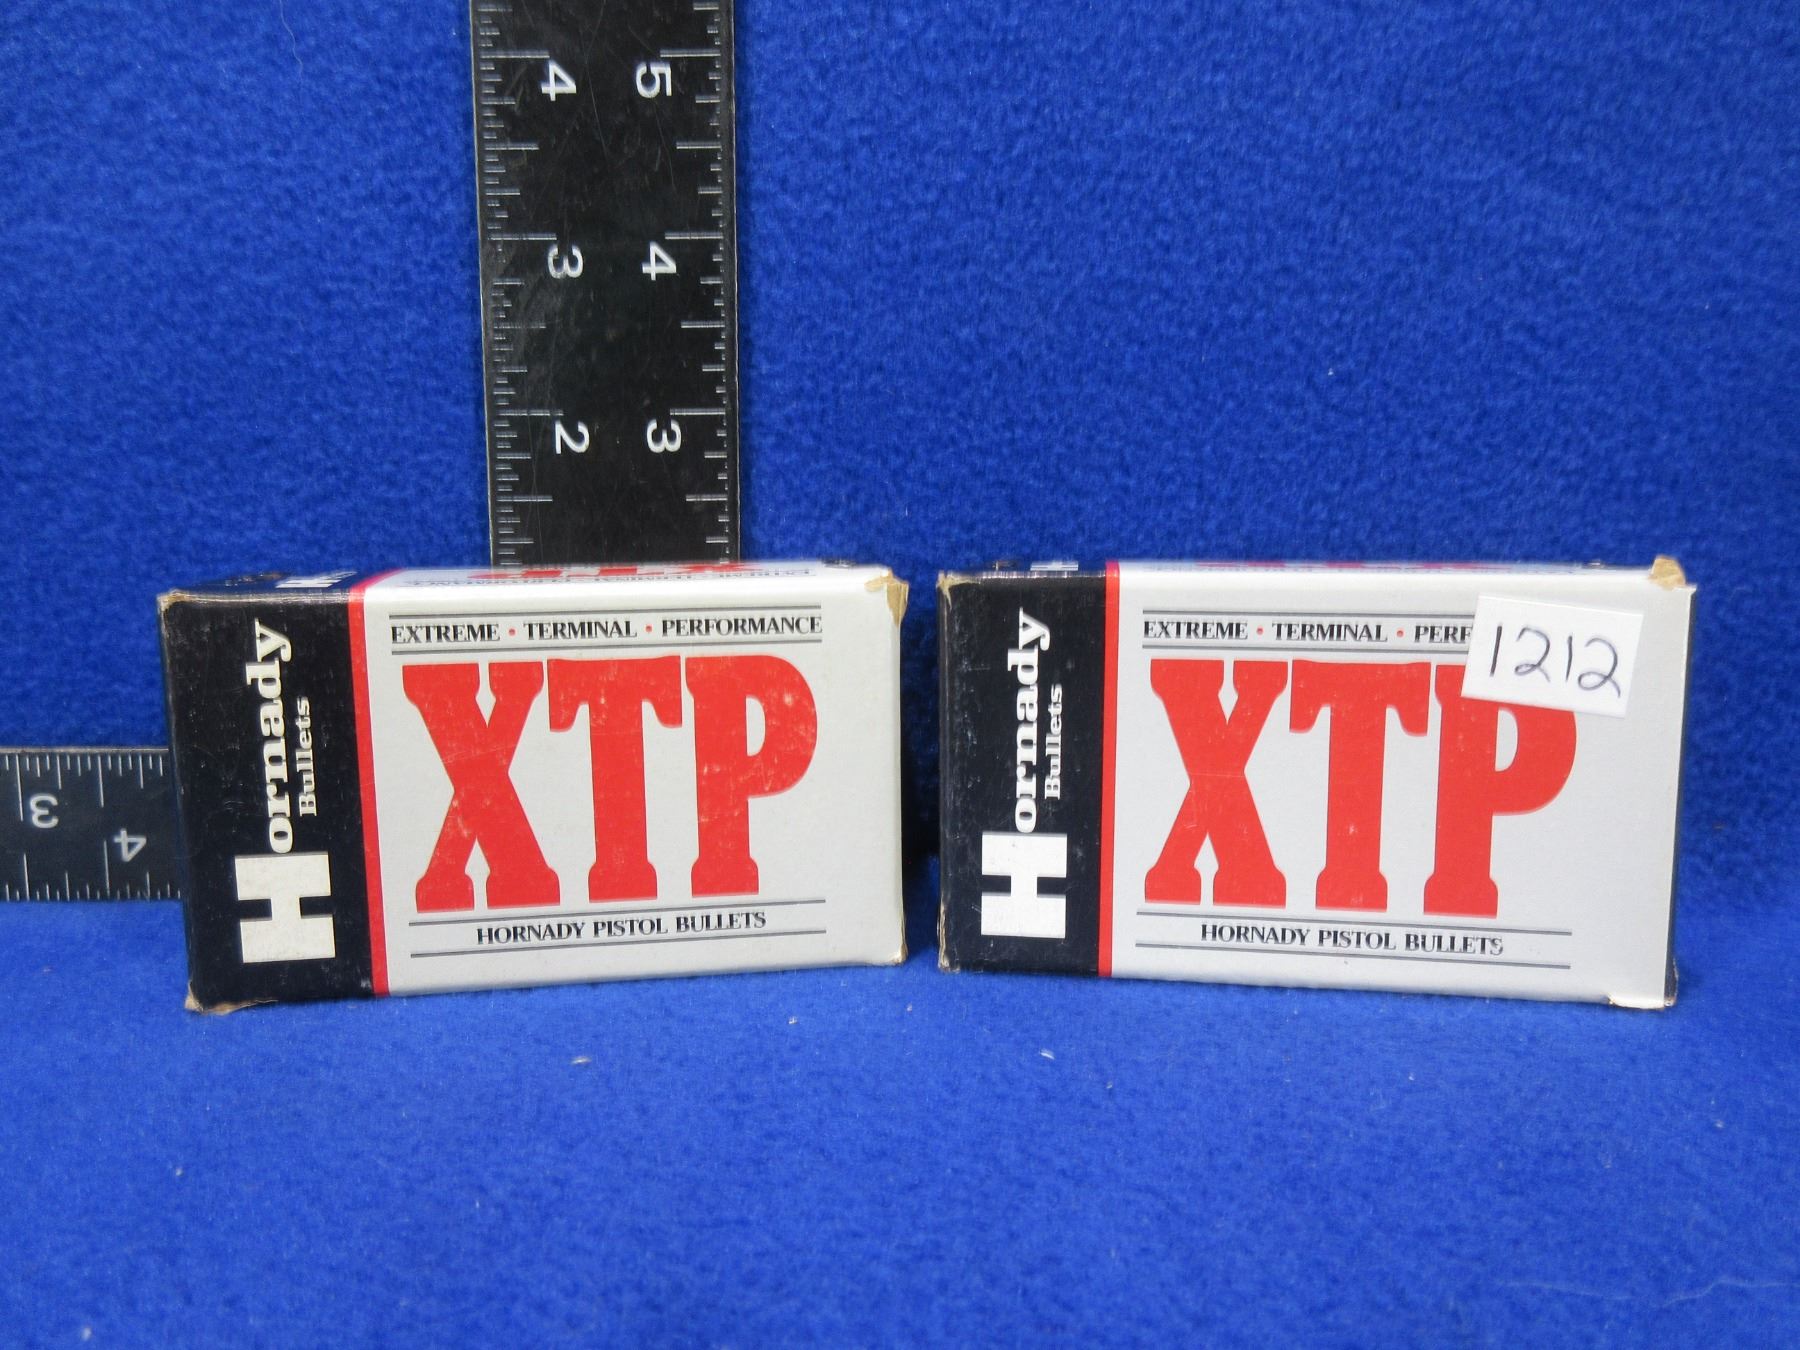 4 5
3 4
2 3
3
4
Hornady
Bullets
EXTREME • TERMINAL • PERFORMANCE
XTP
HORNADY PISTOL BULLETS
Hornady
Bullets
EXTREME • TERMINAL • PERF
1212
XTP
HORNADY PISTOL BULLETS